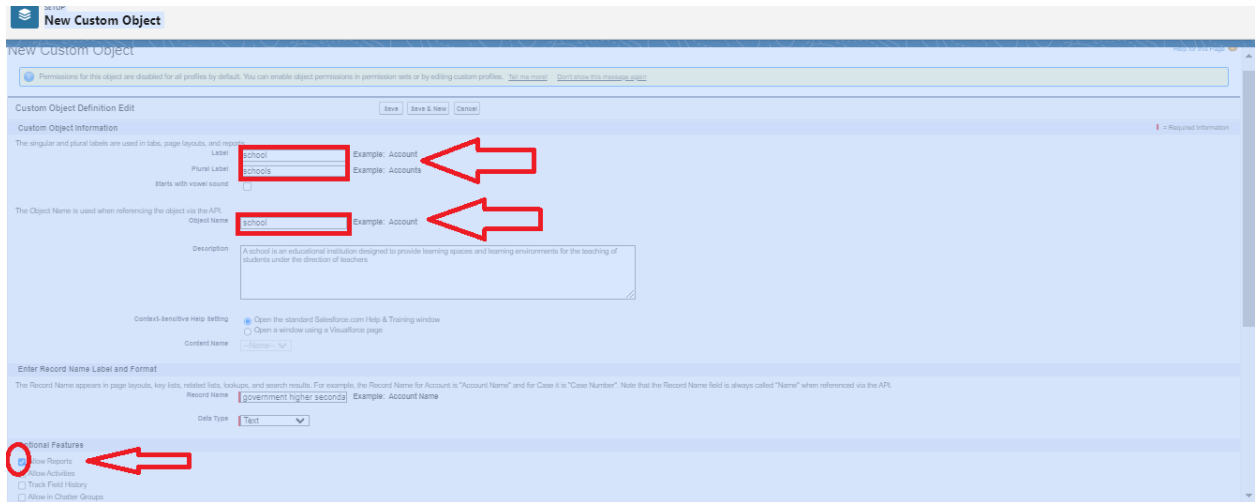 SETUP
New Custom Object
New Custom Object
Help for this Page
Permissions for this object are disabled for all profiles by default. You can enable object permissions in permission sets or by editing custom profiles. Tell me more! Don't show this message again
Custom Object Definition Edit Save Save & New Cancel
Custom Object Information = Required Information
The singular and plural labels are used in tabs, page layouts, and reports.
Label school Example: Account
Plural Label schools Example: Accounts
Starts with vowel sound
The Object Name is used when referencing the object via the API.
Object Name school Example: Account
Description A school is an educational institution designed to provide learning spaces and learning environments for the teaching of
students under the direction of teachers
Context-Sensitive Help Setting Open the standard Salesforce.com Help & Training window
Open a window using a Visualforce page
Content Name --None--
Enter Record Name Label and Format
The Record Name appears in page layouts, key lists, related lists, lookups, and search results. For example, the Record Name for Account is "Account Name" and for Case it is "Case Number". Note that the Record Name field is always called "Name" when referenced via the API.
Record Name government higher seconda Example: Account Name
Data Type Text
Optional Features
Allow Reports
Allow Activities
Track Field History
Allow in Chatter Groups